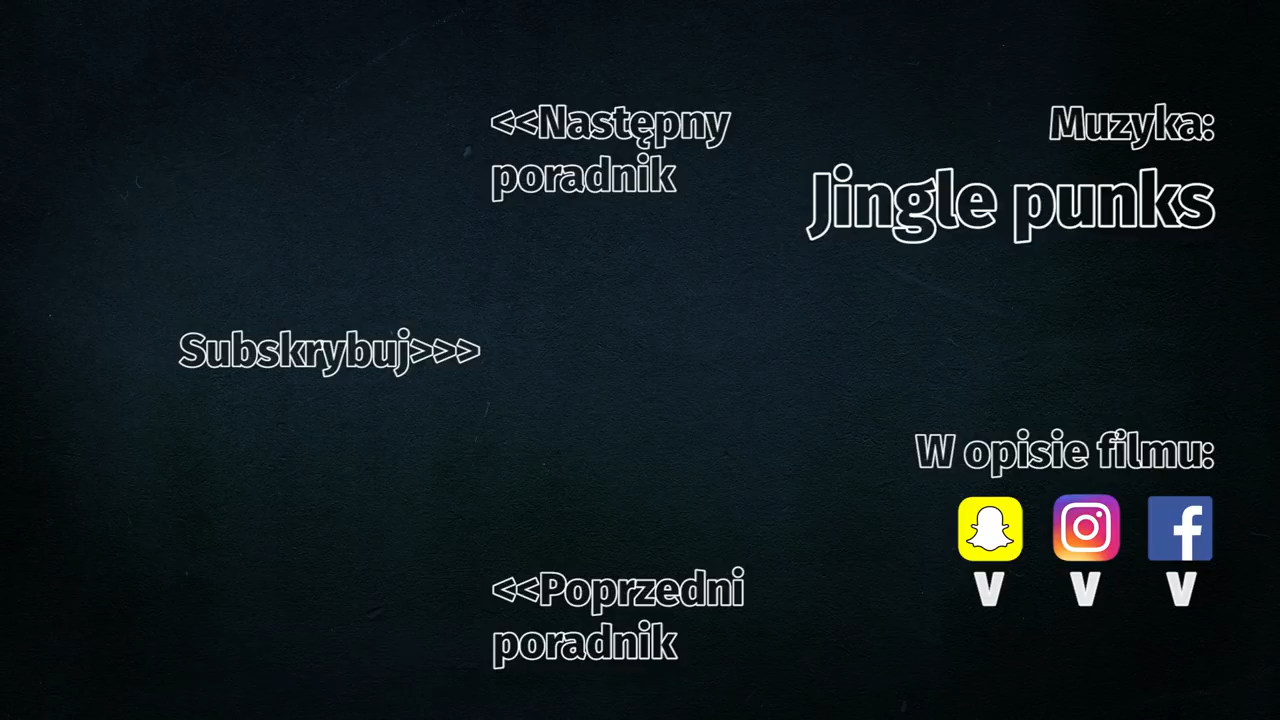 <<Następny
poradnik
Muzyka:
Jingle punks
Subskrybuj>>>
W opisie filmu:
V V V
<<Poprzedni
poradnik